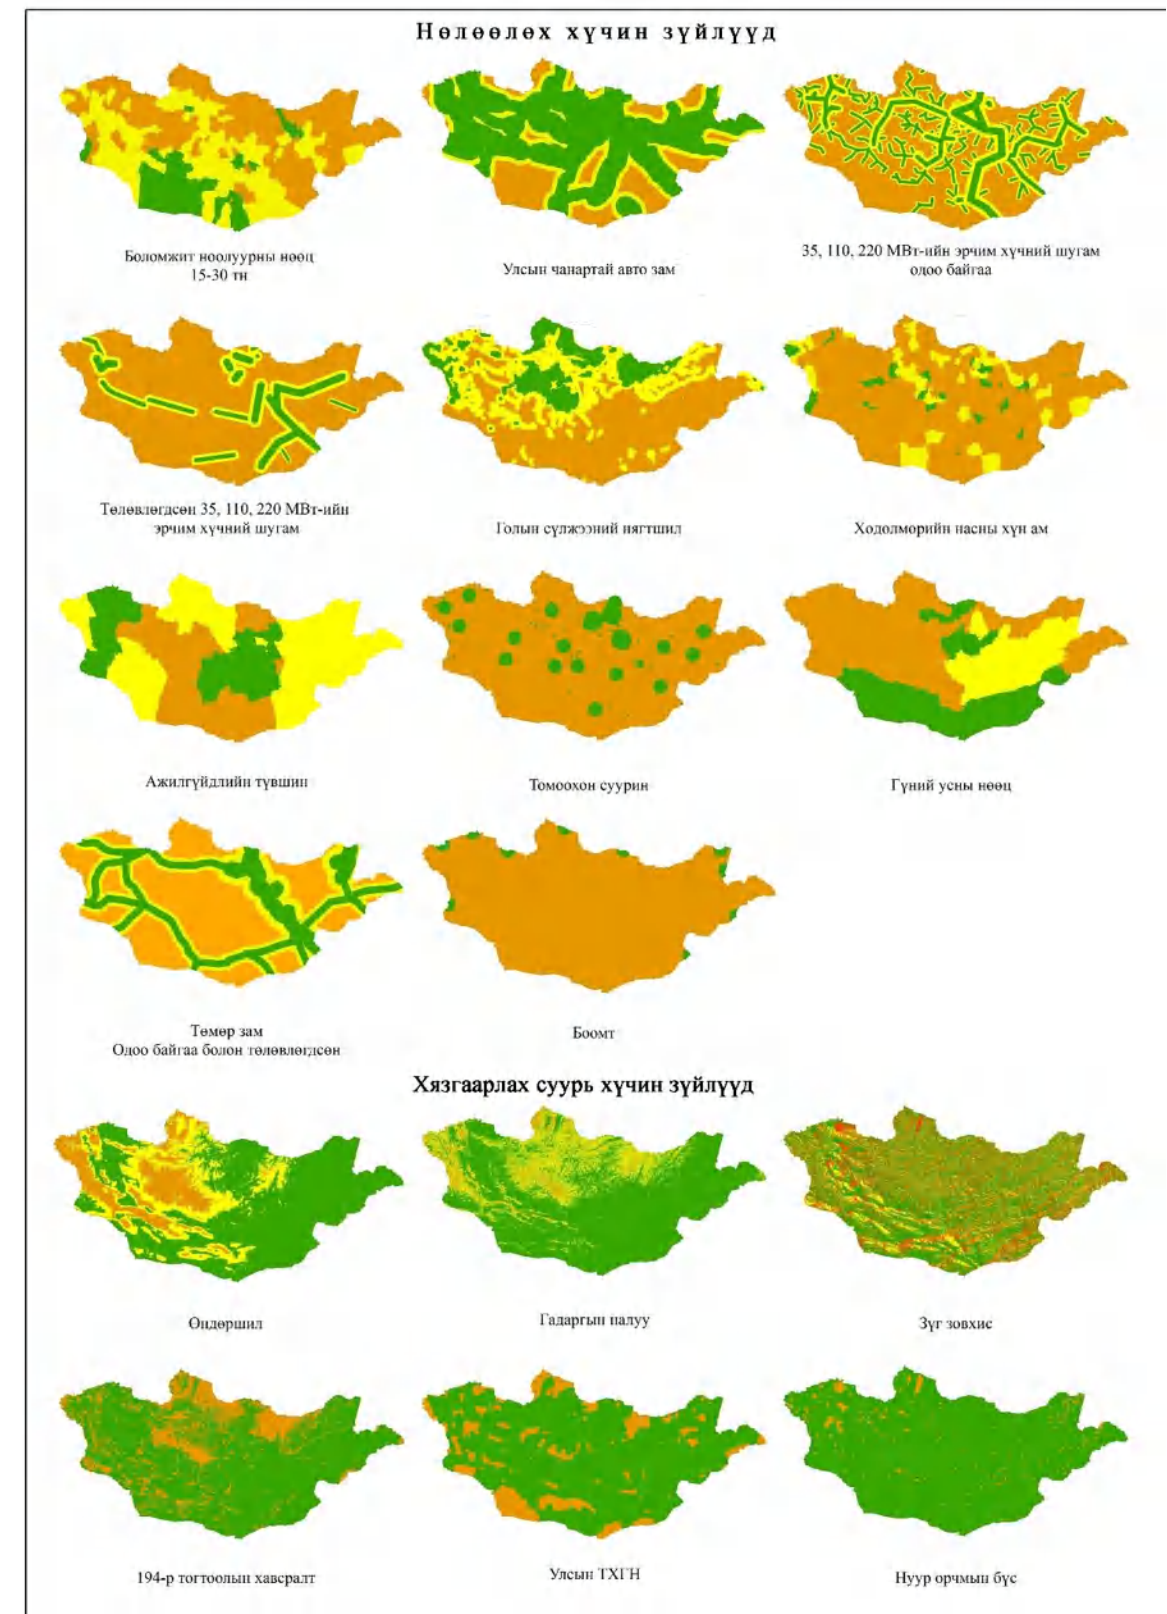 Нөлөөлөх хүчин зүйлүүд
Боломжит ноолуурны нөөц
15-30 тн
Улсын чанартай авто зам
35, 110, 220 МВт-ийн эрчим хүчний шугам
одоо байгаа
Төлөвлөгдсөн 35, 110, 220 МВт-ийн
эрчим хүчний шугам
Голын сүлжээний нягтшил
Ходолморийн насны хүн ам
Ажилгүйдлийн түвшин
Томоохон суурин
Гүний усны нөөц
Төмөр зам
Одоо байгаа болон төлөвлөгдсөн
Боомт
Хязгаарлах суурь хүчин зүйлүүд
Өндөршил
Гадаргын налуу
Зүг зовхис
194-р тогтоолын хавсралт
Улсын ТХГН
Нуур орчмын бүс